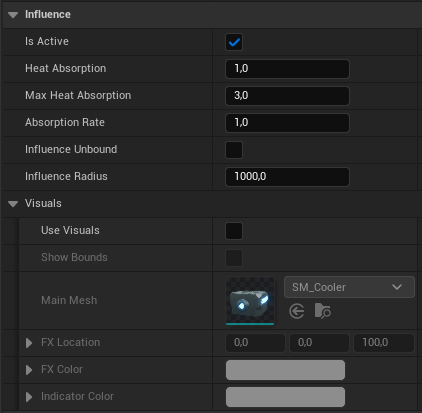 Influence
Is Active
Heat Absorption 1,0
Max Heat Absorption 3,0
Absorption Rate 1,0
Influence Unbound
Influence Radius 1000,0
Visuals
Use Visuals
Show Bounds
Main Mesh SM_Cooler
FX Location 0,0 0,0 100,0
FX Color
Indicator Color